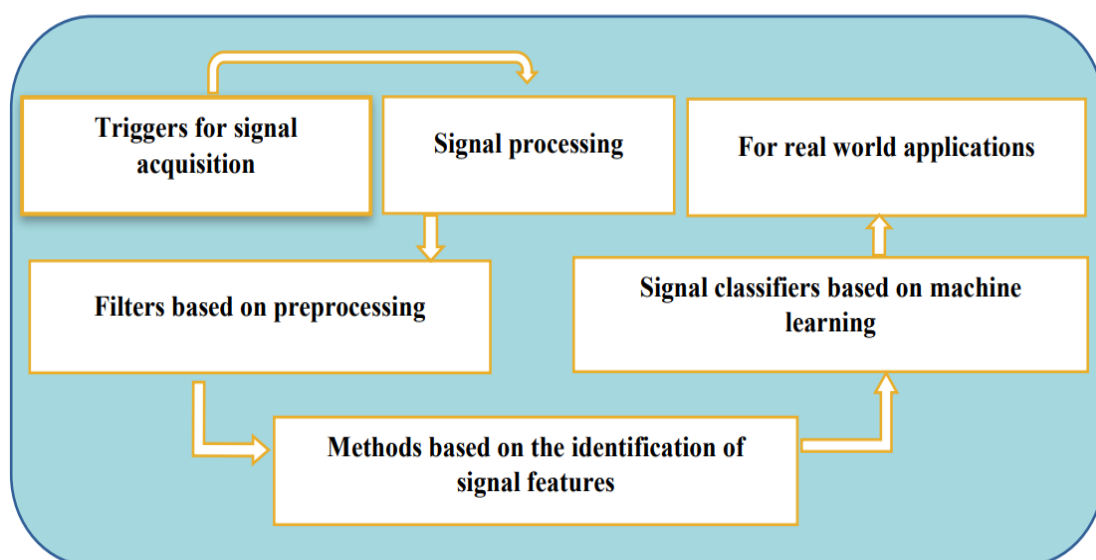 Triggers for signal
acquisition
Signal processing
For real world applications
Filters based on preprocessing
Signal classifiers based on machine
learning
Methods based on the identification of
signal features